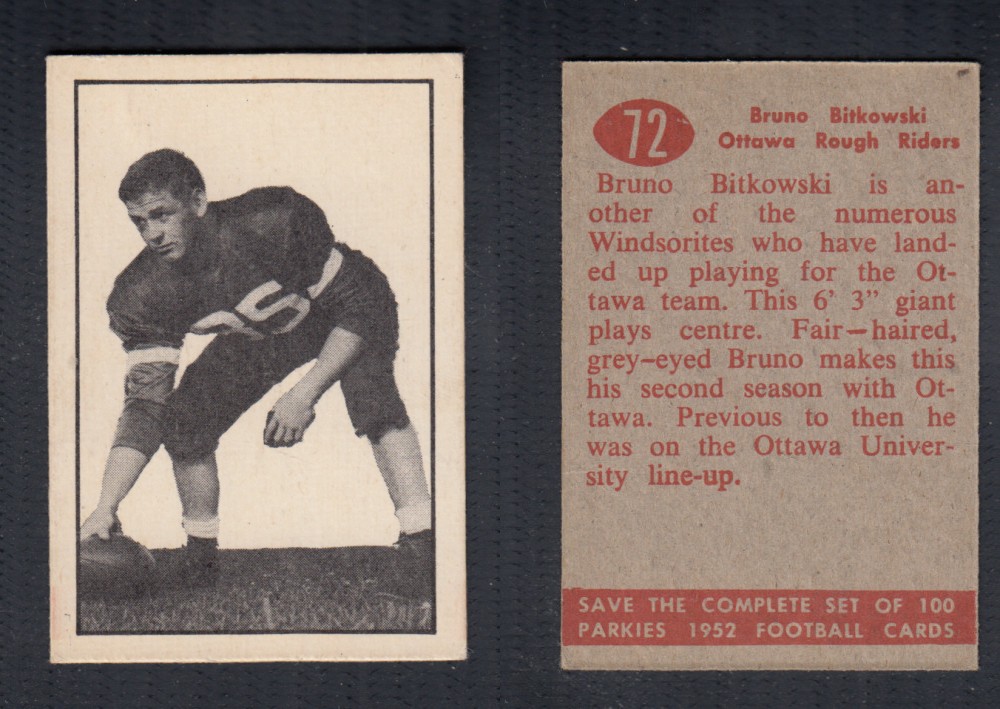 72
Bruno Bitkowski
Ottawa Rough Riders
Bruno Bitkowski is an-
other of the numerous
Windsorites who have land-
ed up playing for the Ot-
tawa team. This 6' 3" giant
plays centre. Fair—haired,
grey-eyed Bruno makes this
his second season with Ot-
tawa. Previous to then he
was on the Ottawa Univer-
sity line-up.
SAVE THE COMPLETE SET OF 100
PARKIES 1952 FOOTBALL CARDS